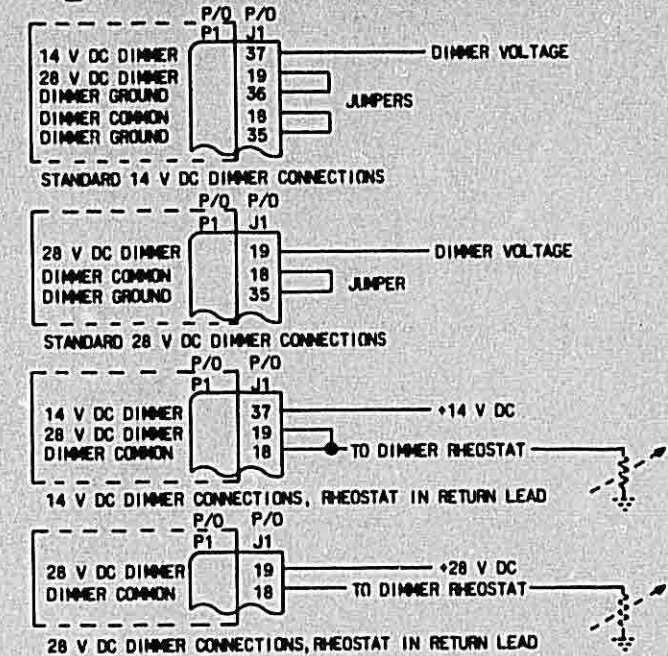 P/O P/O
P1 J1
14 V DC DIMMER 37 DIMMER VOLTAGE
28 V DC DIMMER 19
DIMMER GROUND 36
JUMPERS
DIMMER COMMON 18
DIMMER GROUND 35
STANDARD 14 V DC DIMMER CONNECTIONS
P/O P/O
P1 J1
28 V DC DIMMER 19 DIMMER VOLTAGE
DIMMER COMMON 18
JUMPER
DIMMER GROUND 35
STANDARD 28 V DC DIMMER CONNECTIONS
P/O P/O
P1 J1
14 V DC DIMMER 37 +14 V DC
28 V DC DIMMER 19
DIMMER COMMON 18 TO DIMMER RHEOSTAT
14 V DC DIMMER CONNECTIONS, RHEOSTAT IN RETURN LEAD
P/O P/O
P1 J1
28 V DC DIMMER 19 +28 V DC
DIMMER COMMON 18 TO DIMMER RHEOSTAT
28 V DC DIMMER CONNECTIONS, RHEOSTAT IN RETURN LEAD